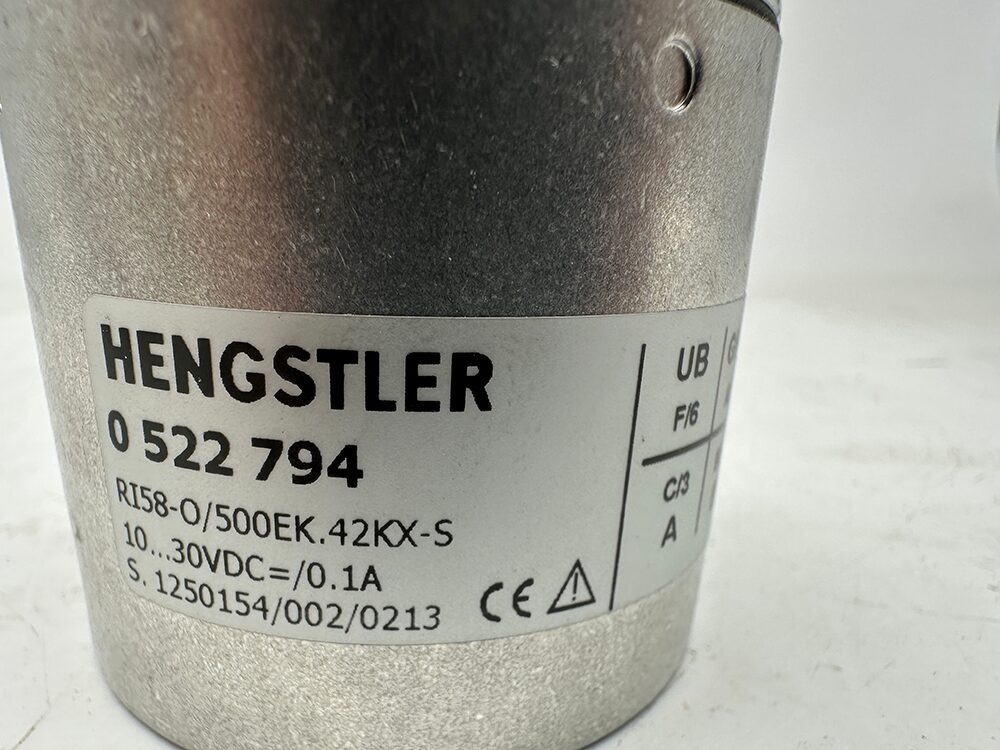 HENGSTLER
0 522 794
RI58-O/500EK.42KX-S
10...30VDC=/0.1A
S. 1250154/002/0213
CE
UB
F/6
C/3
A